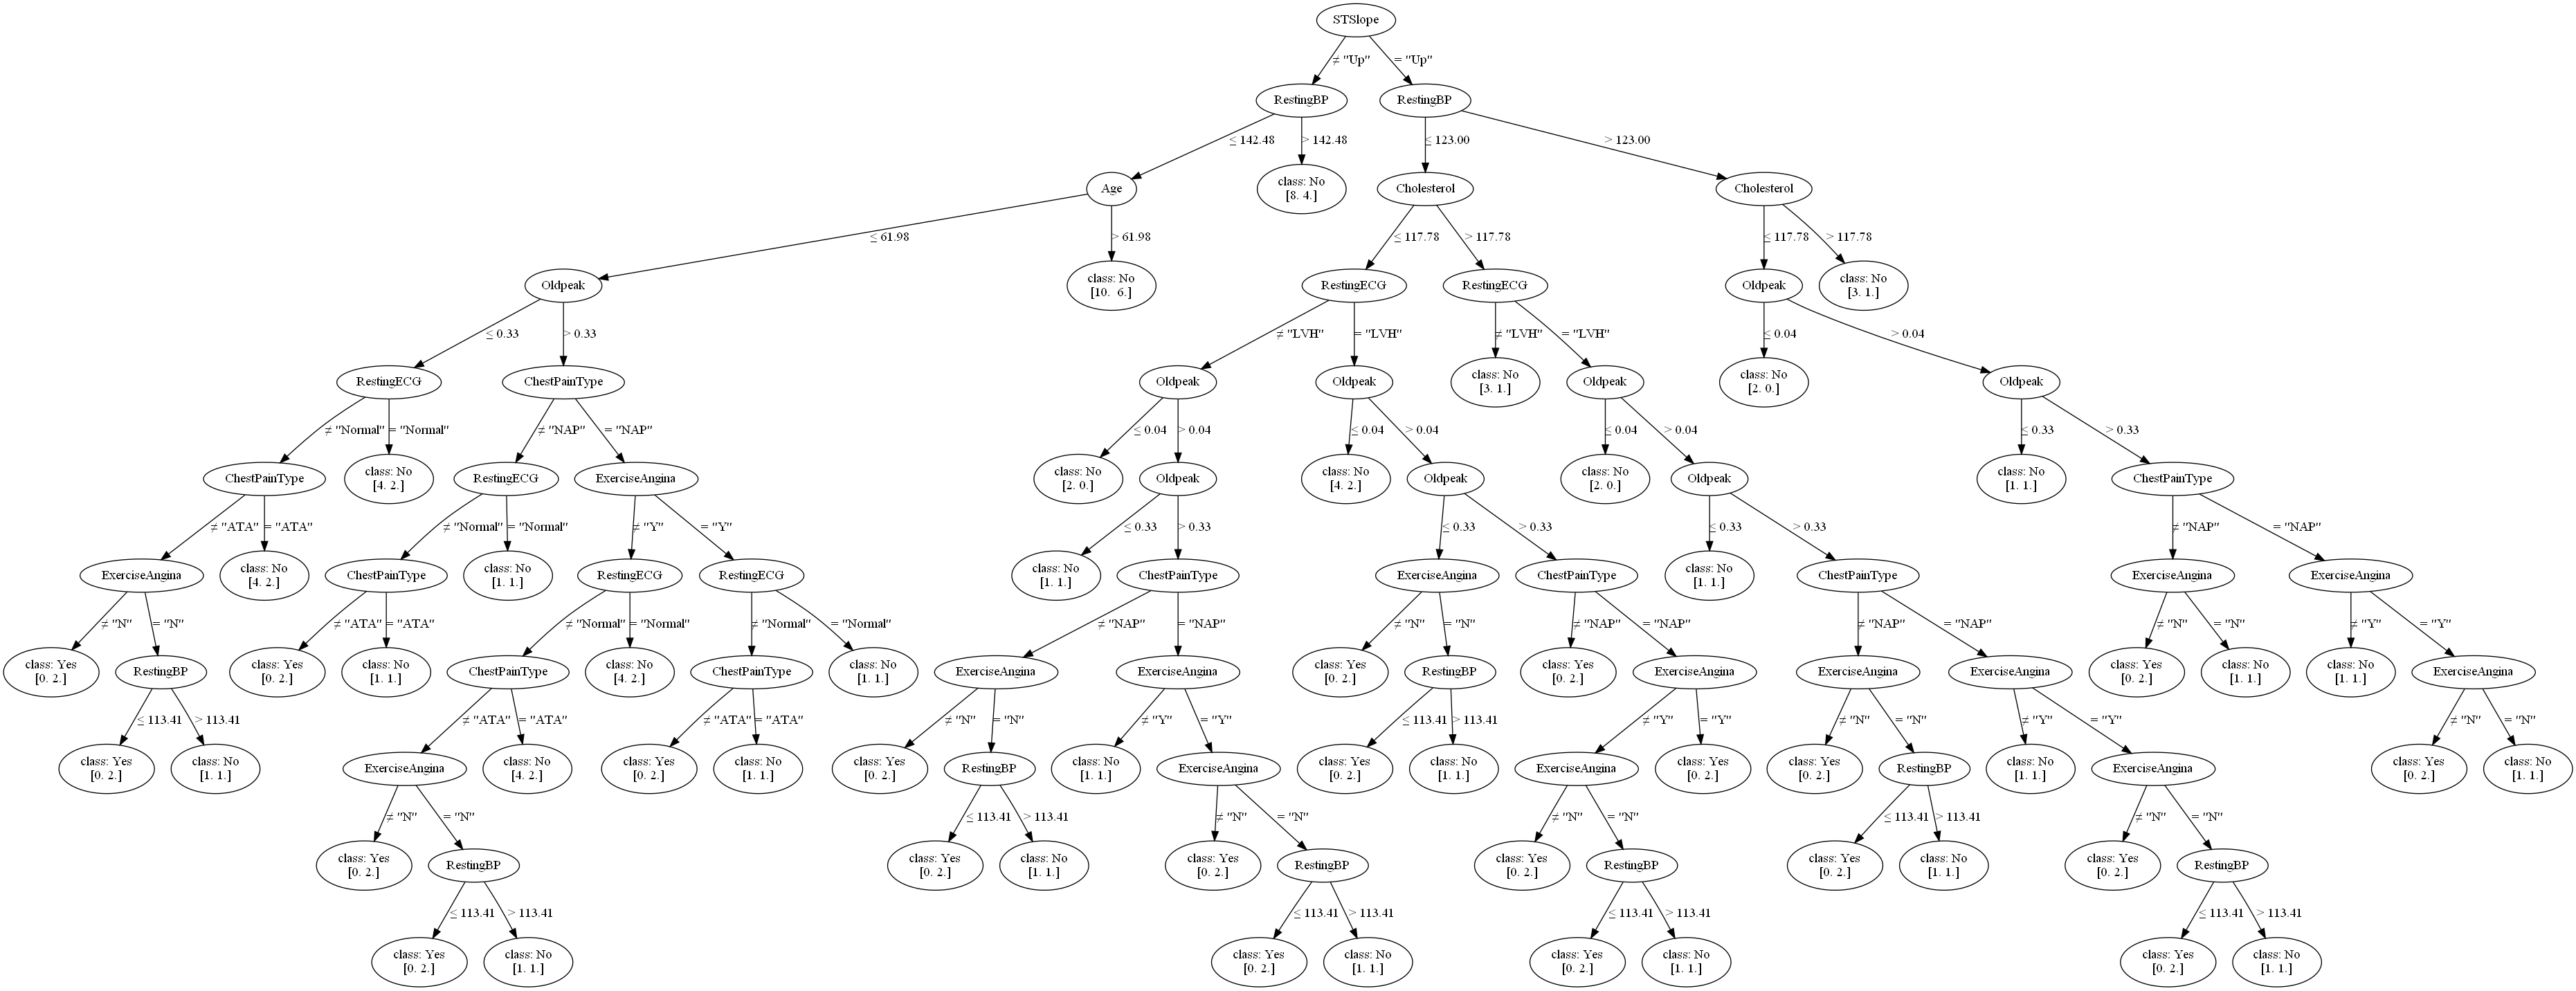 STSlope
≠ "Up"
= "Up"
RestingBP
RestingBP
≤ 142.48
> 142.48
≤ 123.00
> 123.00
Age
class: No
[8. 4.]
Cholesterol
Cholesterol
≤ 61.98
> 61.98
≤ 117.78
> 117.78
≤ 117.78
> 117.78
Oldpeak
class: No
[10.  6.]
RestingECG
RestingECG
Oldpeak
class: No
[3. 1.]
≤ 0.33
> 0.33
≠ "LVH"
= "LVH"
≠ "LVH"
= "LVH"
≤ 0.04
> 0.04
RestingECG
ChestPainType
Oldpeak
Oldpeak
class: No
[3. 1.]
Oldpeak
class: No
[2. 0.]
Oldpeak
≠ "Normal"
= "Normal"
≠ "NAP"
= "NAP"
≤ 0.04
> 0.04
≤ 0.04
> 0.04
≤ 0.04
> 0.04
≤ 0.33
> 0.33
ChestPainType
class: No
[4. 2.]
RestingECG
ExerciseAngina
class: No
[2. 0.]
Oldpeak
class: No
[4. 2.]
Oldpeak
class: No
[2. 0.]
Oldpeak
class: No
[1. 1.]
ChestPainType
≠ "ATA"
= "ATA"
≠ "Normal"
= "Normal"
≠ "Y"
= "Y"
≤ 0.33
> 0.33
≤ 0.33
> 0.33
≤ 0.33
> 0.33
≠ "NAP"
= "NAP"
ExerciseAngina
class: No
[4. 2.]
ChestPainType
class: No
[1. 1.]
RestingECG
RestingECG
class: No
[1. 1.]
ChestPainType
ExerciseAngina
ChestPainType
class: No
[1. 1.]
ChestPainType
ExerciseAngina
ExerciseAngina
≠ "N"
= "N"
≠ "ATA"
= "ATA"
≠ "Normal"
= "Normal"
≠ "Normal"
= "Normal"
≠ "NAP"
= "NAP"
≠ "N"
= "N"
≠ "NAP"
= "NAP"
≠ "NAP"
= "NAP"
≠ "N"
= "N"
≠ "Y"
= "Y"
class: Yes
[0. 2.]
RestingBP
class: Yes
[0. 2.]
class: No
[1. 1.]
ChestPainType
class: No
[4. 2.]
ChestPainType
class: No
[1. 1.]
ExerciseAngina
ExerciseAngina
class: Yes
[0. 2.]
RestingBP
class: Yes
[0. 2.]
ExerciseAngina
ExerciseAngina
ExerciseAngina
class: Yes
[0. 2.]
class: No
[1. 1.]
class: No
[1. 1.]
ExerciseAngina
≤ 113.41
> 113.41
≠ "ATA"
= "ATA"
≠ "ATA"
= "ATA"
≠ "N"
= "N"
≠ "Y"
= "Y"
≤ 113.41
> 113.41
≠ "Y"
= "Y"
≠ "N"
= "N"
≠ "Y"
= "Y"
≠ "N"
= "N"
class: Yes
[0. 2.]
class: No
[1. 1.]
ExerciseAngina
class: No
[4. 2.]
class: Yes
[0. 2.]
class: No
[1. 1.]
class: Yes
[0. 2.]
RestingBP
class: No
[1. 1.]
ExerciseAngina
class: Yes
[0. 2.]
class: No
[1. 1.]
ExerciseAngina
class: Yes
[0. 2.]
class: Yes
[0. 2.]
RestingBP
class: No
[1. 1.]
ExerciseAngina
class: Yes
[0. 2.]
class: No
[1. 1.]
≠ "N"
= "N"
≤ 113.41
> 113.41
≠ "N"
= "N"
≠ "N"
= "N"
≤ 113.41
> 113.41
≠ "N"
= "N"
class: Yes
[0. 2.]
RestingBP
class: Yes
[0. 2.]
class: No
[1. 1.]
class: Yes
[0. 2.]
RestingBP
class: Yes
[0. 2.]
RestingBP
class: Yes
[0. 2.]
class: No
[1. 1.]
class: Yes
[0. 2.]
RestingBP
≤ 113.41
> 113.41
≤ 113.41
> 113.41
≤ 113.41
> 113.41
≤ 113.41
> 113.41
class: Yes
[0. 2.]
class: No
[1. 1.]
class: Yes
[0. 2.]
class: No
[1. 1.]
class: Yes
[0. 2.]
class: No
[1. 1.]
class: Yes
[0. 2.]
class: No
[1. 1.]